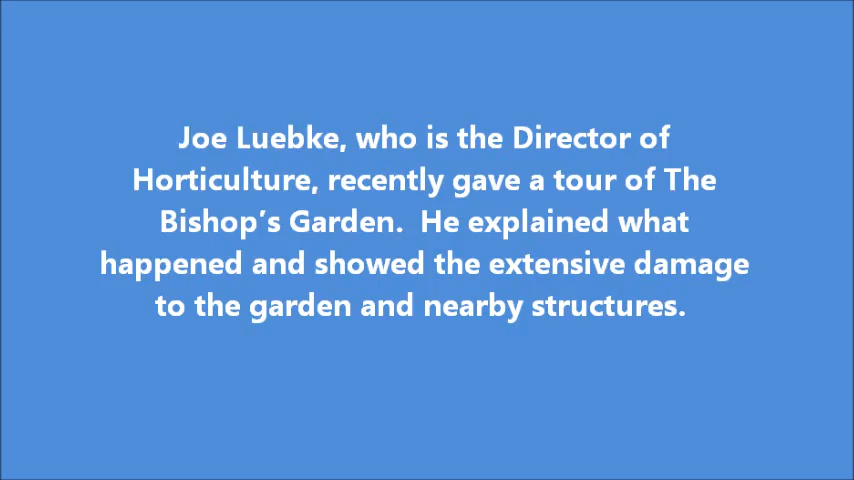 Joe Luebke, who is the Director of
Horticulture, recently gave a tour of The
Bishop’s Garden.  He explained what
happened and showed the extensive damage
to the garden and nearby structures.